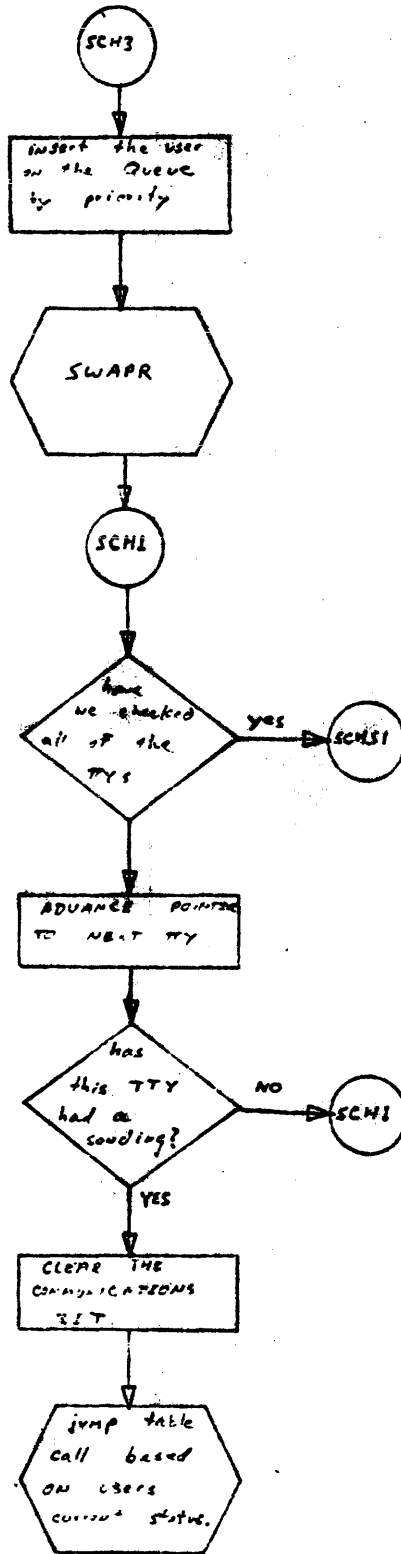 SCH3
insert the user
on the Queue
by priority
SWAPR
SCH1
have
we checked
all of the
TTYs
yes
SCHS1
ADVANCE POINTER
TO NEXT TTY
has
this TTY
had a
sending?
NO
SCH1
YES
CLEAR THE
COMMUNICATIONS
BIT
jump table
call based
on users
current status.